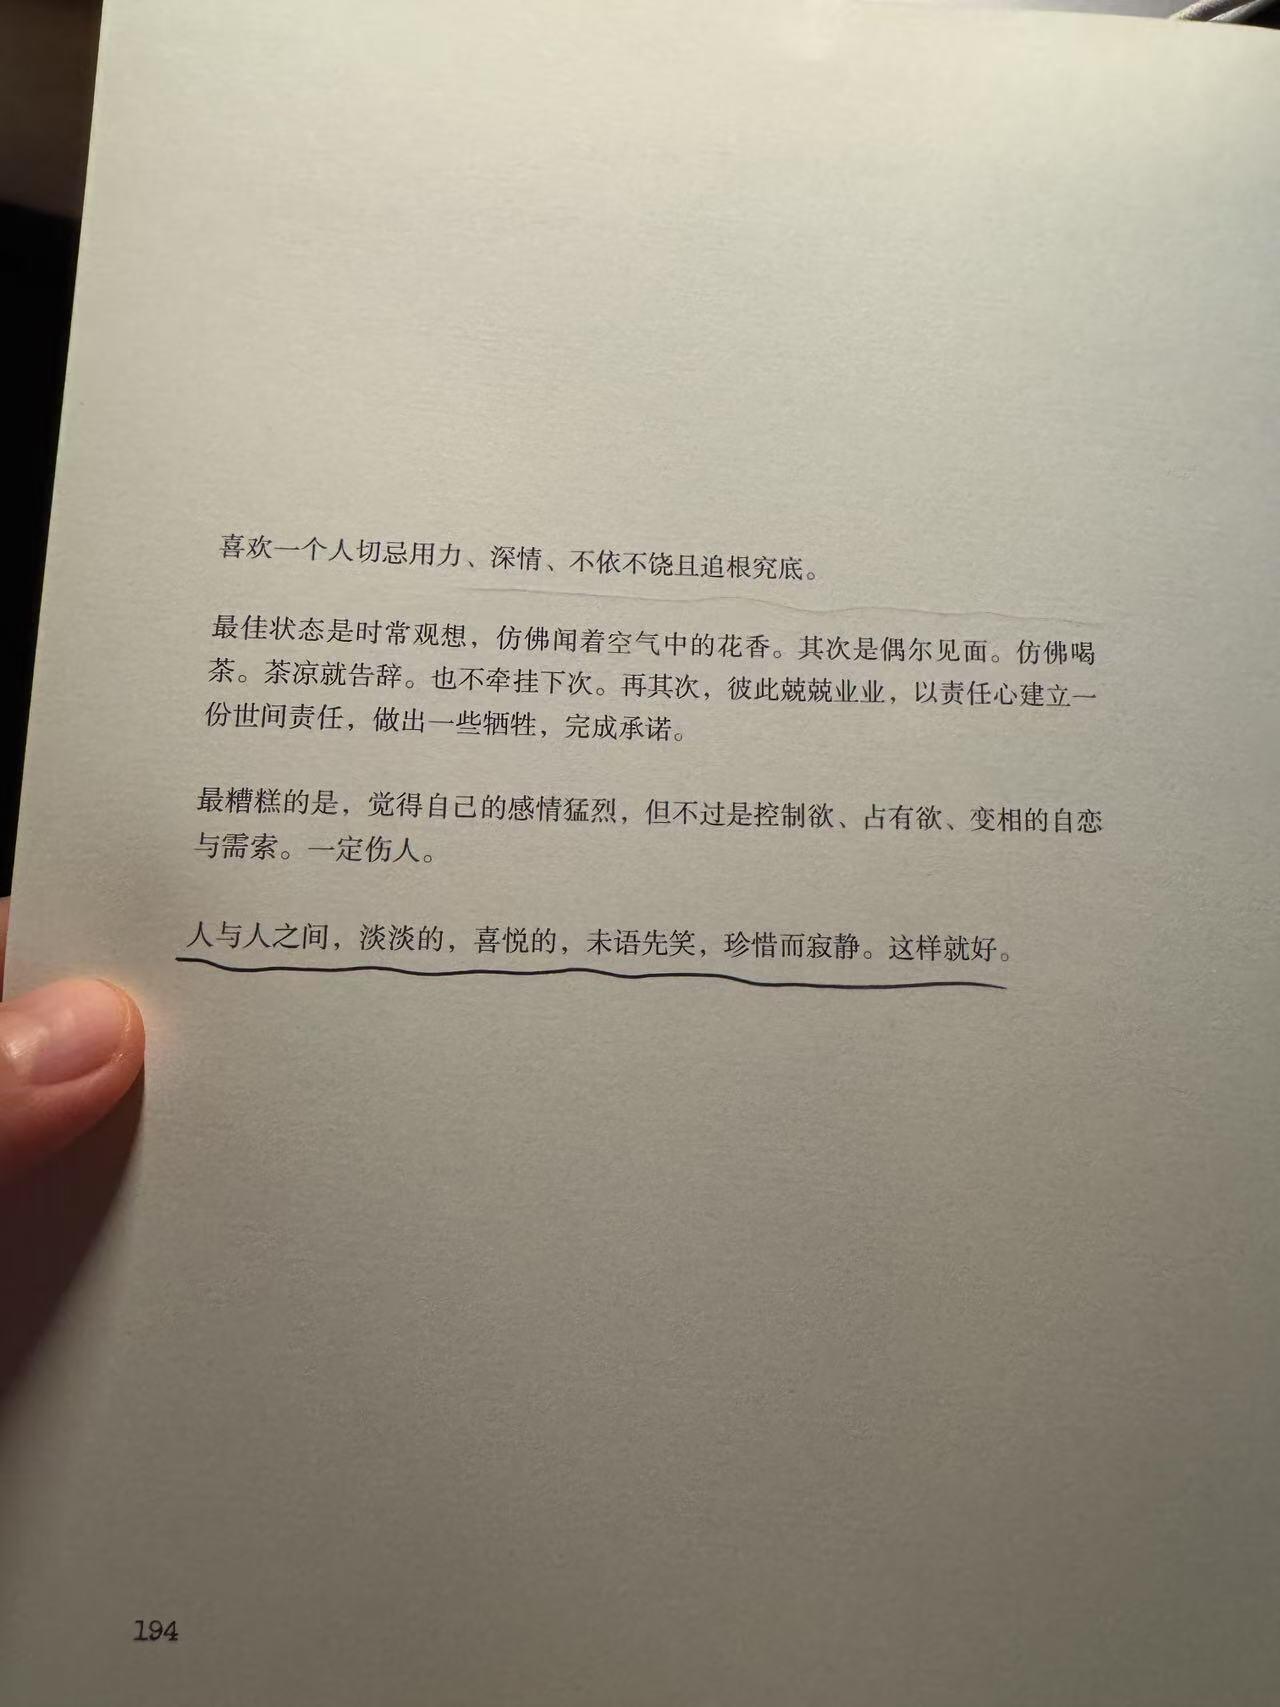 喜欢一个人切忌用力、深情、不依不饶且追根究底。
最佳状态是时常观想，仿佛闻着空气中的花香。其次是偶尔见面。仿佛喝
茶。茶凉就告辞。也不牵挂下次。再其次，彼此兢兢业业，以责任心建立一
份世间责任，做出一些牺牲，完成承诺。
最糟糕的是，觉得自己的感情猛烈，但不过是控制欲、占有欲、变相的自恋
与需索。一定伤人。
人与人之间，淡淡的，喜悦的，未语先笑，珍惜而寂静。这样就好。
194